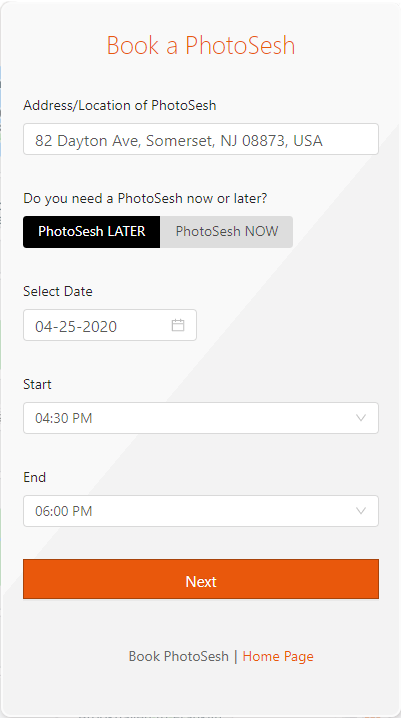 Book a PhotoSesh
Address/Location of PhotoSesh
82 Dayton Ave, Somerset, NJ 08873, USA
Do you need a PhotoSesh now or later?
PhotoSesh LATER PhotoSesh NOW
Select Date
04-25-2020
Start
04:30 PM
End
06:00 PM
Next
Book PhotoSesh | Home Page